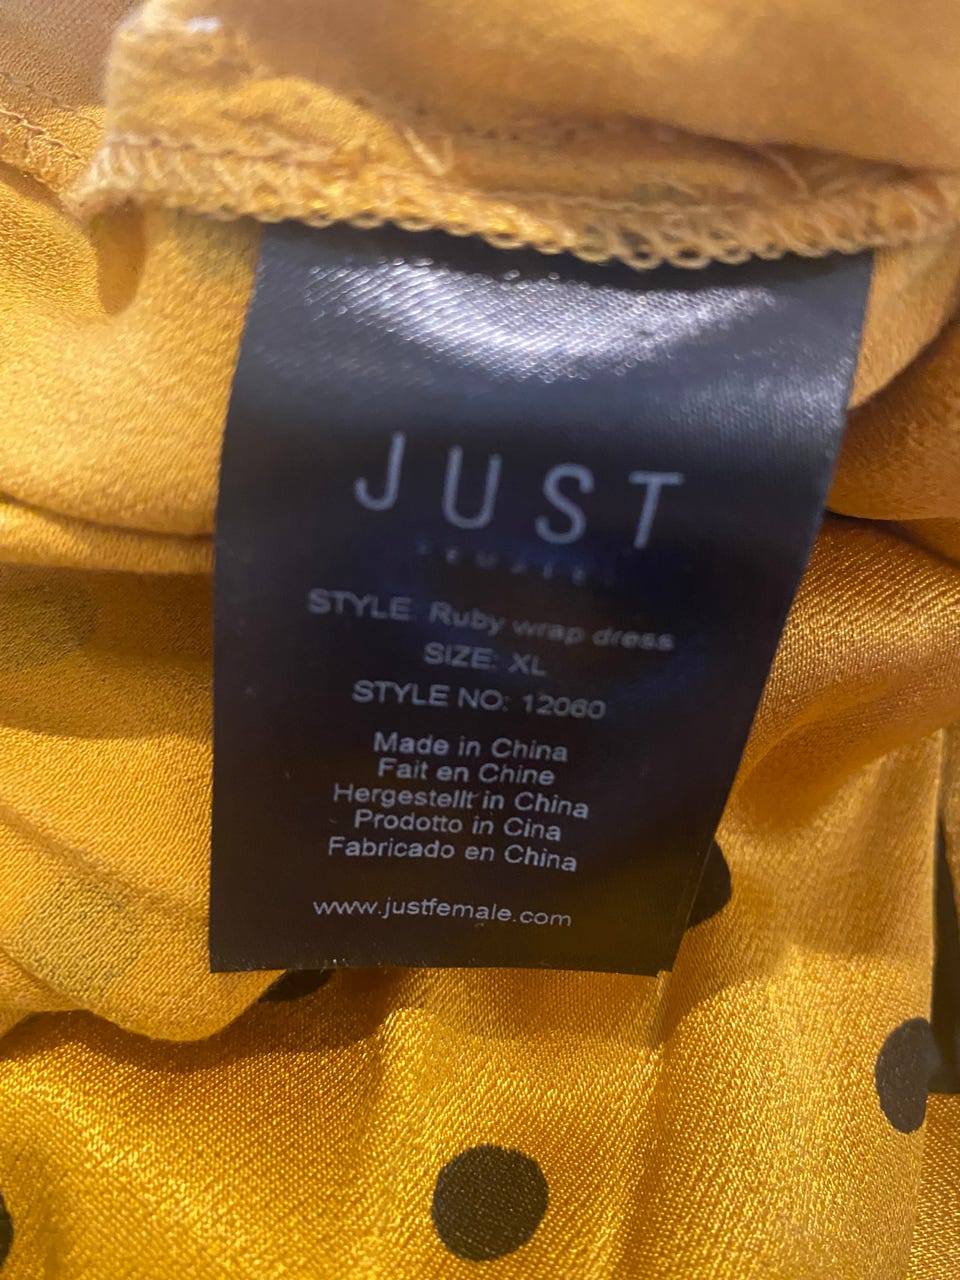 JUST
FEMALE
STYLE: Ruby wrap dress
SIZE: XL
STYLE NO: 12060
Made in China
Fait en Chine
Hergestellt in China
Prodotto in Cina
Fabricado en China
www.justfemale.com